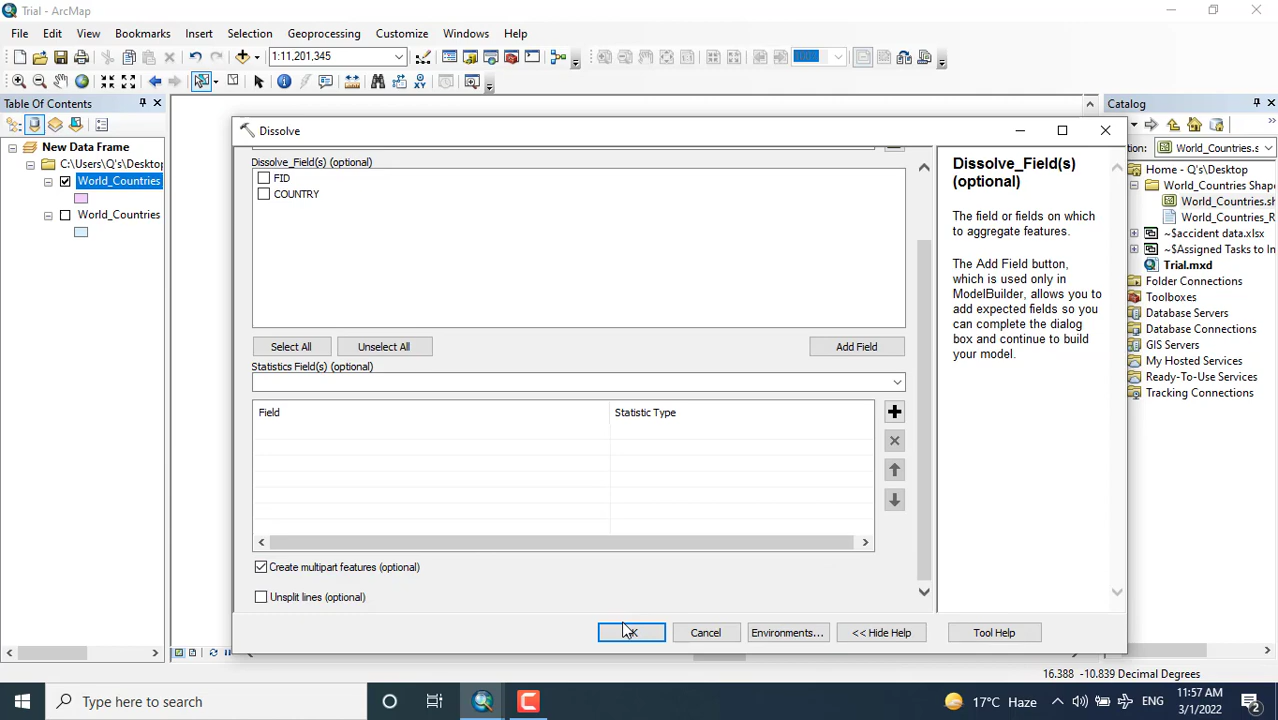 Trial - ArcMap
File Edit View Bookmarks Insert Selection Geoprocessing Customize Windows Help
1:11,201,345
Table Of Contents
New Data Frame
C:\Users\Q's\Desktop
World_Countries
World_Countries
Dissolve
Dissolve_Field(s) (optional)
FID
COUNTRY
Select All Unselect All Add Field
Statistics Field(s) (optional)
Field Statistic Type
Create multipart features (optional)
Unsplit lines (optional)
Cancel Environments... << Hide Help Tool Help
Dissolve_Field(s)
(optional)
The field or fields on which
to aggregate features.
The Add Field button,
which is used only in
ModelBuilder, allows you to
add expected fields so you
can complete the dialog
box and continue to build
your model.
Catalog
tion: World_Countries.s
Home - Q's\Desktop
World_Countries Shape
World_Countries.sh
World_Countries_R
~$accident data.xlsx
~$Assigned Tasks to In
Trial.mxd
Folder Connections
Toolboxes
Database Servers
Database Connections
GIS Servers
My Hosted Services
Ready-To-Use Services
Tracking Connections
16.388 -10.839 Decimal Degrees
Type here to search
17°C Haze
ENG
11:57 AM
3/1/2022
2